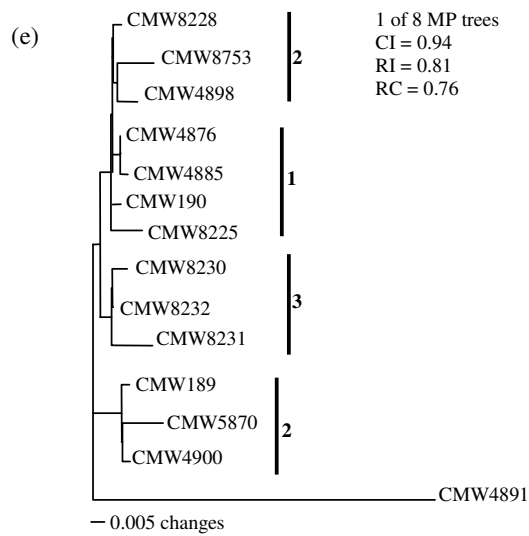 (e)
1 of 8 MP trees
CI = 0.94
RI = 0.81
RC = 0.76
CMW8228
CMW8753
CMW4898
2
CMW4876
CMW4885
CMW190
CMW8225
1
CMW8230
CMW8232
CMW8231
3
CMW189
CMW5870
CMW4900
2
CMW4891
0.005 changes